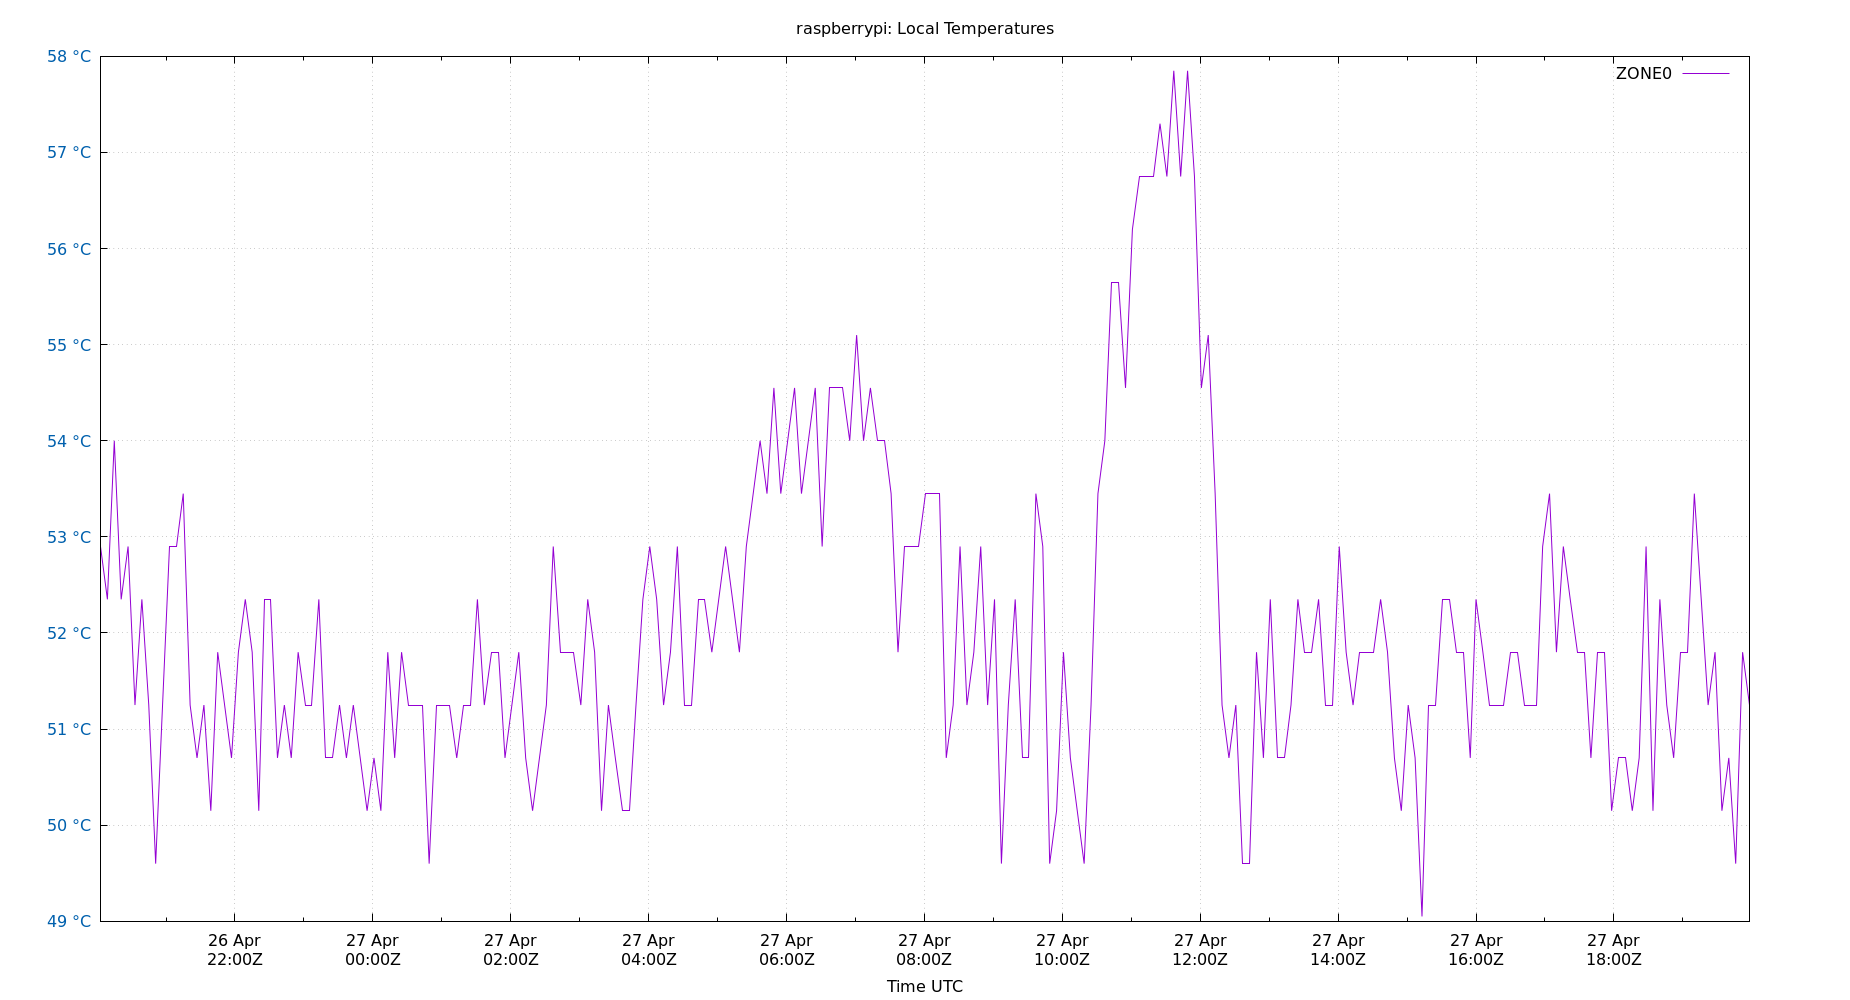 raspberrypi: Local Temperatures
58 °C
57 °C
56 °C
55 °C
54 °C
53 °C
52 °C
51 °C
50 °C
49 °C
ZONE0
26 Apr
22:00Z
27 Apr
00:00Z
27 Apr
02:00Z
27 Apr
04:00Z
27 Apr
06:00Z
27 Apr
08:00Z
27 Apr
10:00Z
27 Apr
12:00Z
27 Apr
14:00Z
27 Apr
16:00Z
27 Apr
18:00Z
Time UTC